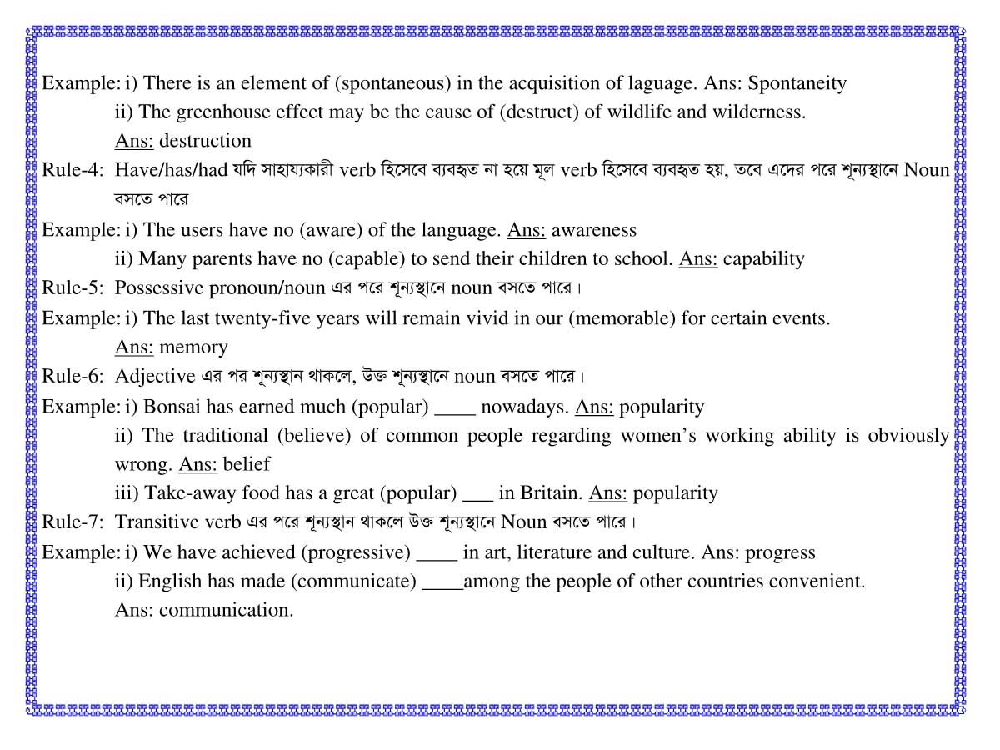 Example: i) There is an element of (spontaneous) in the acquisition of laguage. Ans: Spontaneity
ii) The greenhouse effect may be the cause of (destruct) of wildlife and wilderness.
Ans: destruction
Rule-4: Have/has/had যদি সাহায্যকারী verb হিসেবে ব্যবহৃত না হয়ে মূল verb হিসেবে ব্যবহৃত হয়, তবে এদের পরে শূন্যস্থানে Noun
বসতে পারে
Example: i) The users have no (aware) of the language. Ans: awareness
ii) Many parents have no (capable) to send their children to school. Ans: capability
Rule-5: Possessive pronoun/noun এর পরে শূন্যস্থানে noun বসতে পারে।
Example: i) The last twenty-five years will remain vivid in our (memorable) for certain events.
Ans: memory
Rule-6: Adjective এর পর শূন্যস্থান থাকলে, উক্ত শূন্যস্থানে noun বসতে পারে।
Example: i) Bonsai has earned much (popular) ____ nowadays. Ans: popularity
ii) The traditional (believe) of common people regarding women’s working ability is obviously
wrong. Ans: belief
iii) Take-away food has a great (popular) ___ in Britain. Ans: popularity
Rule-7: Transitive verb এর পরে শূন্যস্থান থাকলে উক্ত শূন্যস্থানে Noun বসতে পারে।
Example: i) We have achieved (progressive) ____ in art, literature and culture. Ans: progress
ii) English has made (communicate) ____among the people of other countries convenient.
Ans: communication.